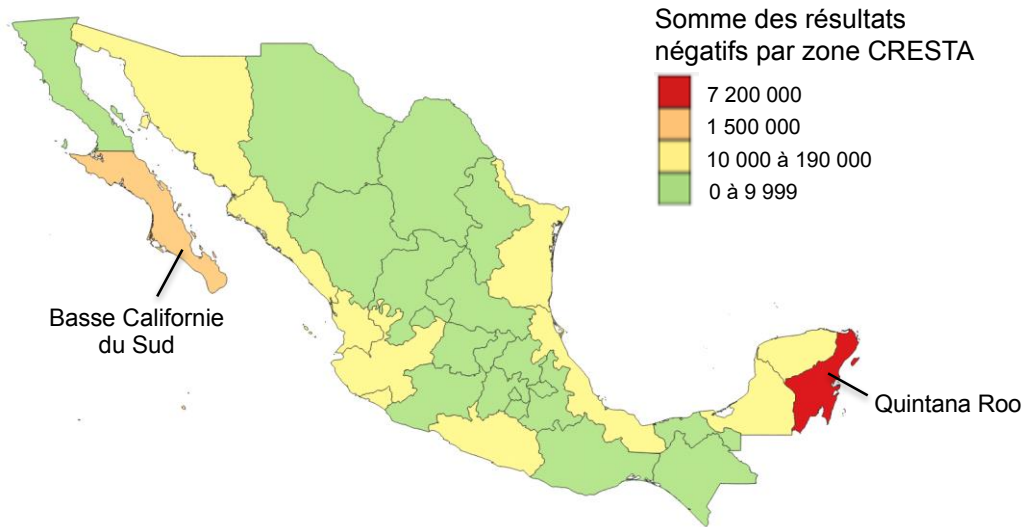 Somme des résultats
négatifs par zone CRESTA
7 200 000
1 500 000
10 000 à 190 000
0 à 9 999
Basse Californie
du Sud
Quintana Roo